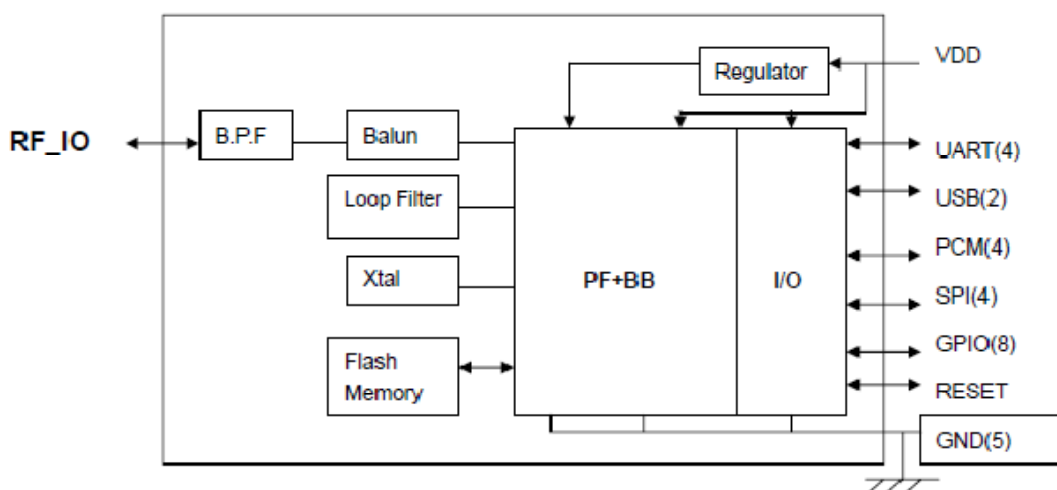 VDD
Regulator
RF_IO
B.P.F
Balun
UART(4)
Loop Filter
USB(2)
PCM(4)
Xtal
PF+BB
I/O
SPI(4)
GPIO(8)
Flash
Memory
RESET
GND(5)